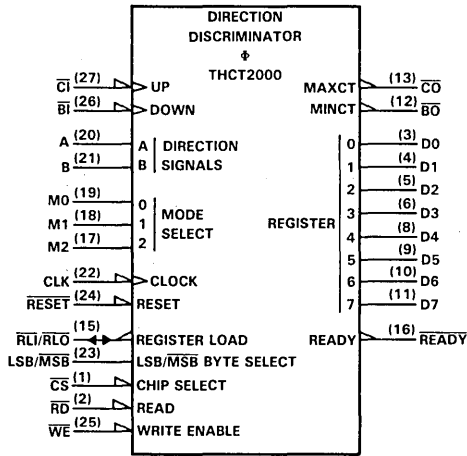 DIRECTION
DISCRIMINATOR
Φ
THCT2000
C̅I̅ (27) UP MAXCT (13) C̅O̅
B̅I̅ (26) DOWN MINCT (12) B̅O̅
A (20) A DIRECTION 0 (3) D0
B (21) B SIGNALS 1 (4) D1
M0 (19) 0 2 (5) D2
M1 (18) 1 MODE SELECT REGISTER 3 (6) D3
M2 (17) 2 4 (8) D4
5 (9) D5
CLK (22) CLOCK 6 (10) D6
R̅E̅S̅E̅T̅ (24) RESET 7 (11) D7
R̅L̅I̅/R̅L̅O̅ (15) REGISTER LOAD READY (16) R̅E̅A̅D̅Y̅
LSB/M̅S̅B̅ (23) LSB/M̅S̅B̅ BYTE SELECT
C̅S̅ (1) CHIP SELECT
R̅D̅ (2) READ
W̅E̅ (25) WRITE ENABLE